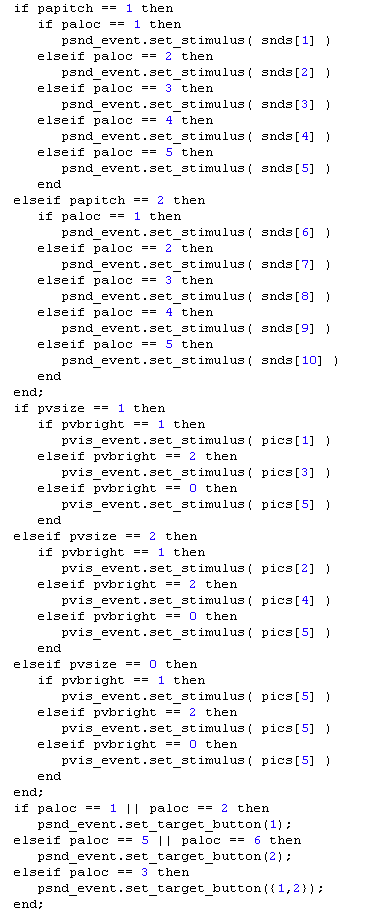 if papitch == 1 then
if paloc == 1 then
psnd_event.set_stimulus( snds[1] )
elseif paloc == 2 then
psnd_event.set_stimulus( snds[2] )
elseif paloc == 3 then
psnd_event.set_stimulus( snds[3] )
elseif paloc == 4 then
psnd_event.set_stimulus( snds[4] )
elseif paloc == 5 then
psnd_event.set_stimulus( snds[5] )
end
elseif papitch == 2 then
if paloc == 1 then
psnd_event.set_stimulus( snds[6] )
elseif paloc == 2 then
psnd_event.set_stimulus( snds[7] )
elseif paloc == 3 then
psnd_event.set_stimulus( snds[8] )
elseif paloc == 4 then
psnd_event.set_stimulus( snds[9] )
elseif paloc == 5 then
psnd_event.set_stimulus( snds[10] )
end
end;
if pvsize == 1 then
if pvbright == 1 then
pvis_event.set_stimulus( pics[1] )
elseif pvbright == 2 then
pvis_event.set_stimulus( pics[3] )
elseif pvbright == 0 then
pvis_event.set_stimulus( pics[5] )
end
elseif pvsize == 2 then
if pvbright == 1 then
pvis_event.set_stimulus( pics[2] )
elseif pvbright == 2 then
pvis_event.set_stimulus( pics[4] )
elseif pvbright == 0 then
pvis_event.set_stimulus( pics[5] )
end
elseif pvsize == 0 then
if pvbright == 1 then
pvis_event.set_stimulus( pics[5] )
elseif pvbright == 2 then
pvis_event.set_stimulus( pics[5] )
elseif pvbright == 0 then
pvis_event.set_stimulus( pics[5] )
end
end;
if paloc == 1 || paloc == 2 then
psnd_event.set_target_button(1);
elseif paloc == 5 || paloc == 6 then
psnd_event.set_target_button(2);
elseif paloc == 3 then
psnd_event.set_target_button({1,2});
end;